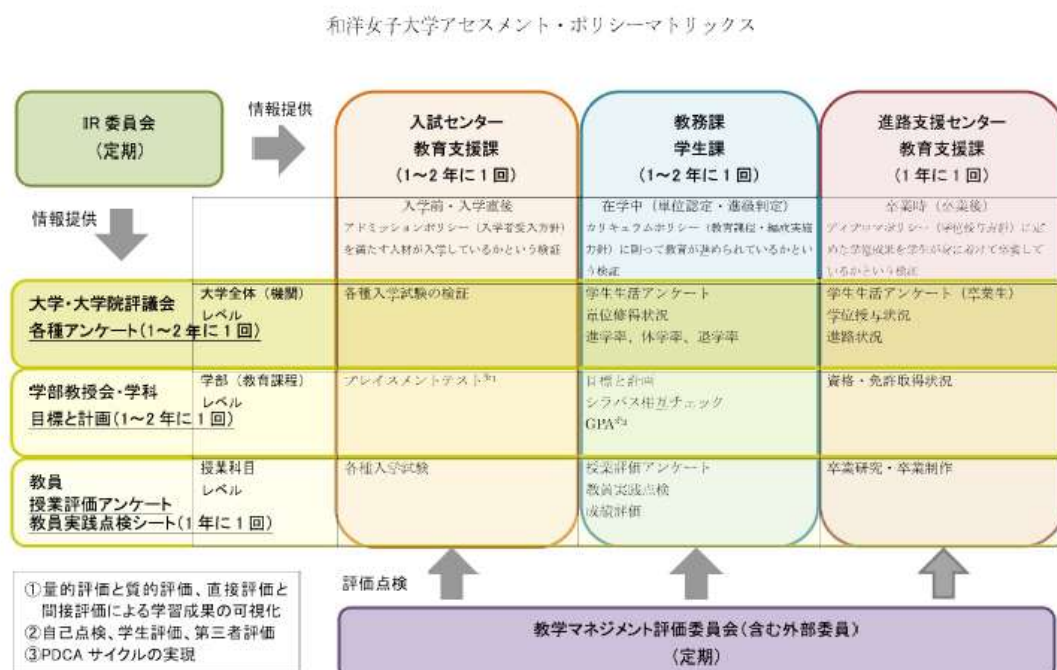 和洋女子大学アセスメント・ポリシーマトリックス
IR 委員会
(定期)
情報提供
入試センター
教育支援課
(1～2 年に 1 回)
教務課
学生課
(1～2 年に 1 回)
進路支援センター
教育支援課
(1 年に 1 回)
情報提供
入学前・入学直後
アドミッションポリシー（入学者受入方針）
を満たす人材が入学しているかという検証
在学中（単位認定・進級判定）
カリキュラムポリシー（教育課程・編成実施
方針）に則って教育が進められているかとい
う検証
卒業時（卒業後）
ディプロマポリシー（学位授与方針）に定
めた学修成果を学生が身に着けて卒業して
いるかという検証
大学・大学院評議会
各種アンケート(1～2 年に 1 回)
大学全体（機関）
レベル
各種入学試験の検証
学生生活アンケート
単位修得状況
進学率、休学率、退学率
学生生活アンケート（卒業生）
学位授与状況
進路状況
学部教授会・学科
目標と計画(1～2 年に 1 回)
学部（教育課程）
レベル
プレイスメントテスト
目標と計画
シラバス相互チェック
GPA
資格・免許取得状況
教員
授業評価アンケート
教員実践点検シート(1 年に 1 回)
授業科目
レベル
各種入学試験
授業評価アンケート
教員実践点検
成績評価
卒業研究・卒業制作
①量的評価と質的評価、直接評価と
間接評価による学習成果の可視化
②自己点検、学生評価、第三者評価
③PDCA サイクルの実現
評価点検
教学マネジメント評価委員会(含む外部委員)
(定期)